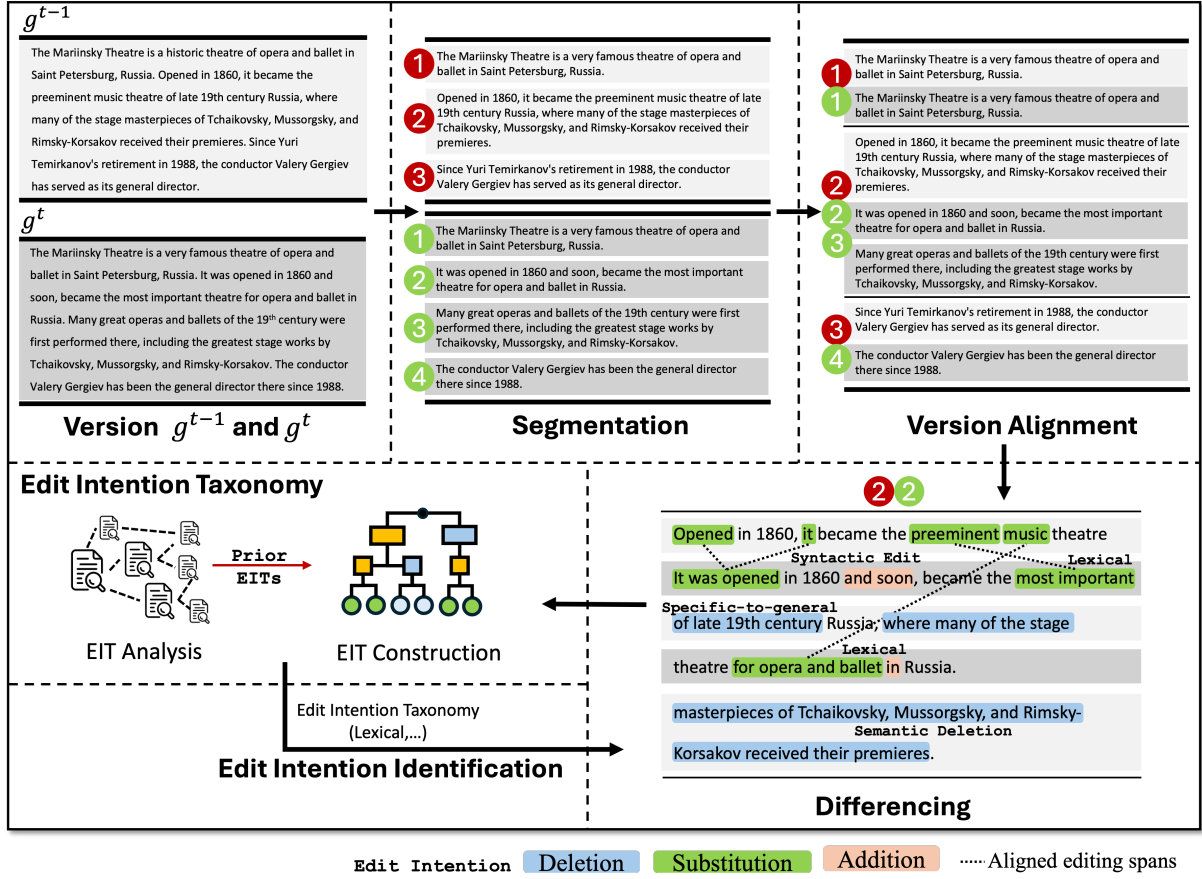 g^{t-1}
The Mariinsky Theatre is a historic theatre of opera and ballet in
Saint Petersburg, Russia. Opened in 1860, it became the
preeminent music theatre of late 19th century Russia, where
many of the stage masterpieces of Tchaikovsky, Mussorgsky, and
Rimsky-Korsakov received their premieres. Since Yuri
Temirkanov's retirement in 1988, the conductor Valery Gergiev
has served as its general director.
g^t
The Mariinsky Theatre is a very famous theatre of opera and
ballet in Saint Petersburg, Russia. It was opened in 1860 and
soon, became the most important theatre for opera and ballet in
Russia. Many great operas and ballets of the 19th century were
first performed there, including the greatest stage works by
Tchaikovsky, Mussorgsky, and Rimsky-Korsakov. The conductor
Valery Gergiev has been the general director there since 1988.
Version g^{t-1} and g^t
1
The Mariinsky Theatre is a very famous theatre of opera and
ballet in Saint Petersburg, Russia.
2
Opened in 1860, it became the preeminent music theatre of late
19th century Russia, where many of the stage masterpieces of
Tchaikovsky, Mussorgsky, and Rimsky-Korsakov received their
premieres.
3
Since Yuri Temirkanov's retirement in 1988, the conductor
Valery Gergiev has served as its general director.
1
The Mariinsky Theatre is a very famous theatre of opera and
ballet in Saint Petersburg, Russia.
2
It was opened in 1860 and soon, became the most important
theatre for opera and ballet in Russia.
3
Many great operas and ballets of the 19th century were first
performed there, including the greatest stage works by
Tchaikovsky, Mussorgsky, and Rimsky-Korsakov.
4
The conductor Valery Gergiev has been the general director
there since 1988.
Segmentation
1
The Mariinsky Theatre is a very famous theatre of opera and
ballet in Saint Petersburg, Russia.
1
The Mariinsky Theatre is a very famous theatre of opera and
ballet in Saint Petersburg, Russia.
2
Opened in 1860, it became the preeminent music theatre of late
19th century Russia, where many of the stage masterpieces of
Tchaikovsky, Mussorgsky, and Rimsky-Korsakov received their
premieres.
2
It was opened in 1860 and soon, became the most important
theatre for opera and ballet in Russia.
3
Many great operas and ballets of the 19th century were first
performed there, including the greatest stage works by
Tchaikovsky, Mussorgsky, and Rimsky-Korsakov.
3
Since Yuri Temirkanov's retirement in 1988, the conductor
Valery Gergiev has served as its general director.
4
The conductor Valery Gergiev has been the general director
there since 1988.
Version Alignment
Edit Intention Taxonomy
Prior
EITs
EIT Analysis
EIT Construction
Edit Intention Taxonomy
(Lexical,...)
Edit Intention Identification
2 2
Opened in 1860, it became the preeminent music theatre
Syntactic Edit Lexical
It was opened in 1860 and soon, became the most important
Specific-to-general
of late 19th century Russia, where many of the stage
Lexical
theatre for opera and ballet in Russia.
masterpieces of Tchaikovsky, Mussorgsky, and Rimsky-
Semantic Deletion
Korsakov received their premieres.
Differencing
Edit Intention Deletion Substitution Addition Aligned editing spans